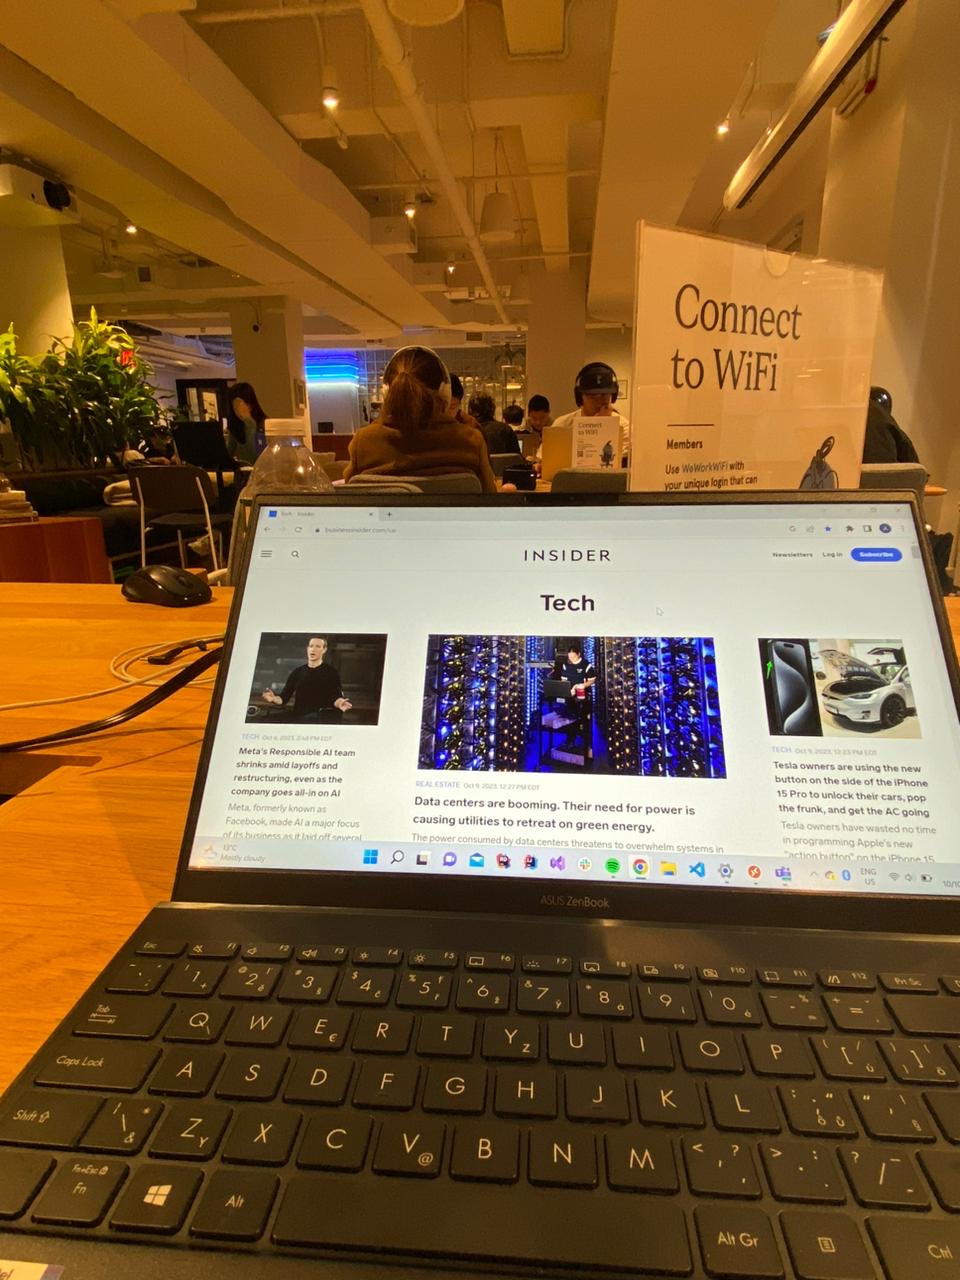 Connect
to WiFi
Members
Use WeWorkWiFi with
your unique login that can
Connect
to WiFi
Tech - Insider
businessinsider.com/sai
INSIDER
Newsletters
Log in
Subscribe
Tech
TECH Oct 6, 2023, 2:48 PM EDT
Meta's Responsible AI team
shrinks amid layoffs and
restructuring, even as the
company goes all-in on AI
Meta, formerly known as
Facebook, made AI a major focus
of its business as it laid off several
REAL ESTATE Oct 9, 2023, 12:27 PM EDT
Data centers are booming. Their need for power is
causing utilities to retreat on green energy.
The power consumed by data centers threatens to overwhelm systems in
TECH Oct 9, 2023, 12:23 PM EDT
Tesla owners are using the new
button on the side of the iPhone
15 Pro to unlock their cars, pop
the frunk, and get the AC going
Tesla owners have wasted no time
in programming Apple's new
"action button" on the iPhone 15
13°C
Mostly cloudy
ENG
US
10/10
ASUS ZenBook
Esc F1 F2 F3 F4 F5 F6 F7 F8 F9 F10 F11 F12 Prt Sc
1 2 3 4 5 6 7 8 9 0
Tab Q W E € R T Y Z U I O P
Caps Lock A S D F G H J K L
Shift Z Y X C V @ B N M
Fn+Esc
Fn Alt Alt Gr Ctrl